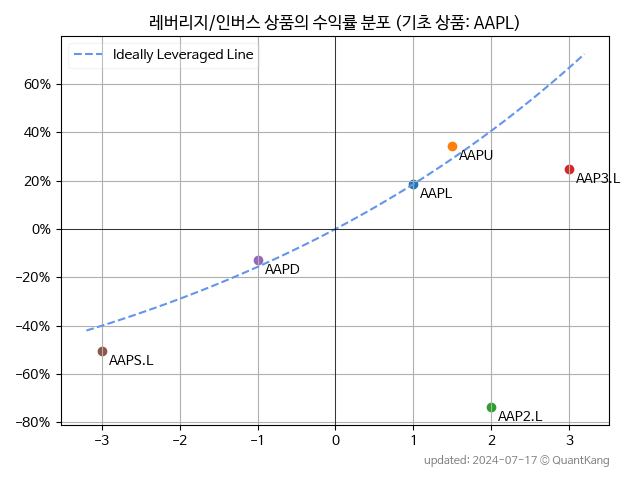 레버리지/인버스 상품의 수익률 분포 (기초 상품: AAPL)
Ideally Leveraged Line
60%
40%
20%
0%
−20%
−40%
−60%
−80%
AAPU
AAP3.L
AAPL
AAPD
AAPS.L
AAP2.L
−3 −2 −1 0 1 2 3
updated: 2024-07-17 © QuantKang